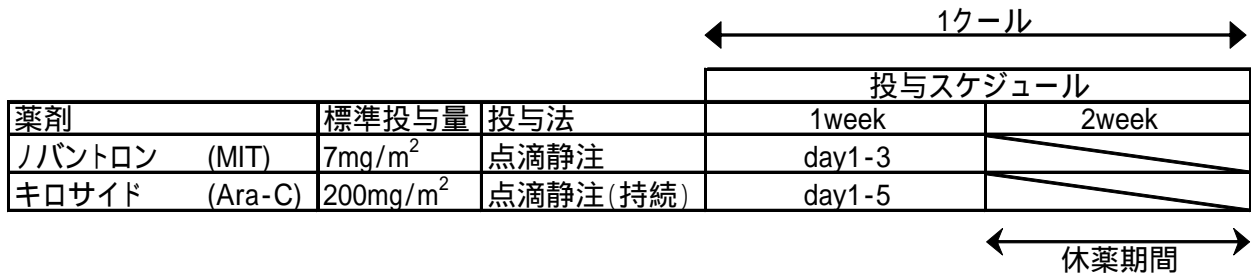 1クール
投与スケジュール
薬剤 標準投与量 投与法 1week 2week
ノバントロン (MIT) 7mg/m² 点滴静注 day1-3
キロサイド (Ara-C) 200mg/m² 点滴静注(持続) day1-5
休薬期間